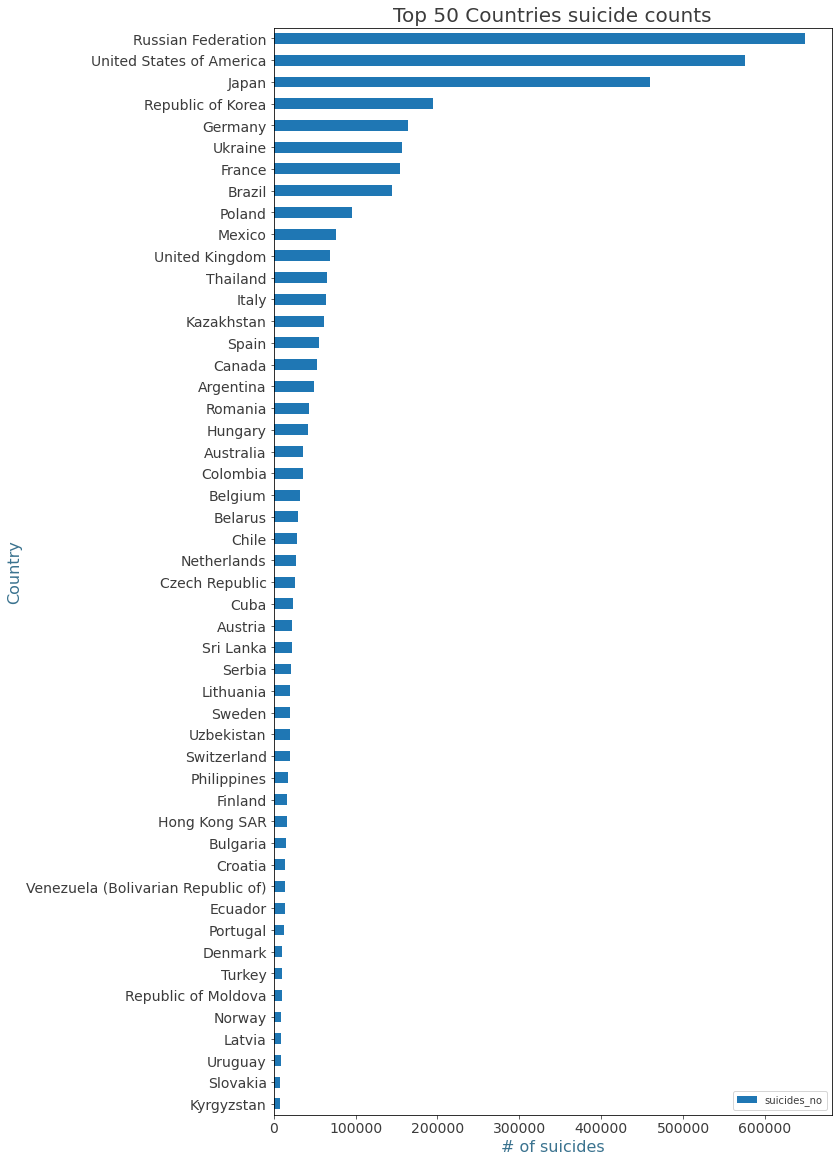 Top 50 Countries suicide counts
Russian Federation
United States of America
Japan
Republic of Korea
Germany
Ukraine
France
Brazil
Poland
Mexico
United Kingdom
Thailand
Italy
Kazakhstan
Spain
Canada
Argentina
Romania
Hungary
Australia
Colombia
Belgium
Belarus
Chile
Netherlands
Czech Republic
Cuba
Austria
Sri Lanka
Serbia
Lithuania
Sweden
Uzbekistan
Switzerland
Philippines
Finland
Hong Kong SAR
Bulgaria
Croatia
Venezuela (Bolivarian Republic of)
Ecuador
Portugal
Denmark
Turkey
Republic of Moldova
Norway
Latvia
Uruguay
Slovakia
Kyrgyzstan
Country
suicides_no
0 100000 200000 300000 400000 500000 600000
# of suicides